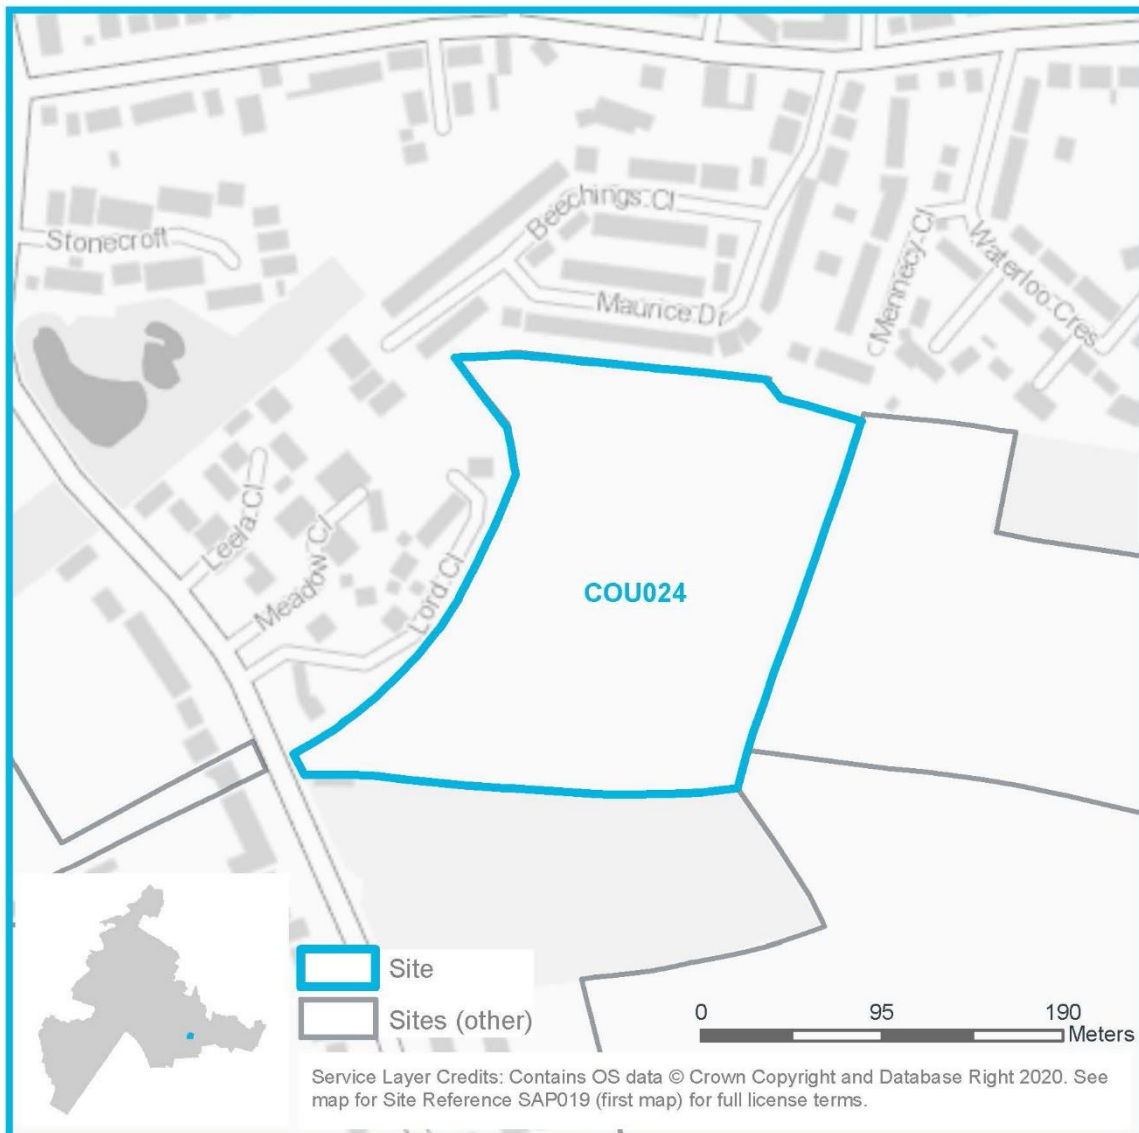 Stonecroft
Beechings Cl
Maurice Dr
Mennecy Cl
Waterloo Cres
Leela Cl
Meadow Cl
Lord Cl
COU024
Site
Sites (other)
0 95 190
Meters
Service Layer Credits: Contains OS data © Crown Copyright and Database Right 2020. See
map for Site Reference SAP019 (first map) for full license terms.